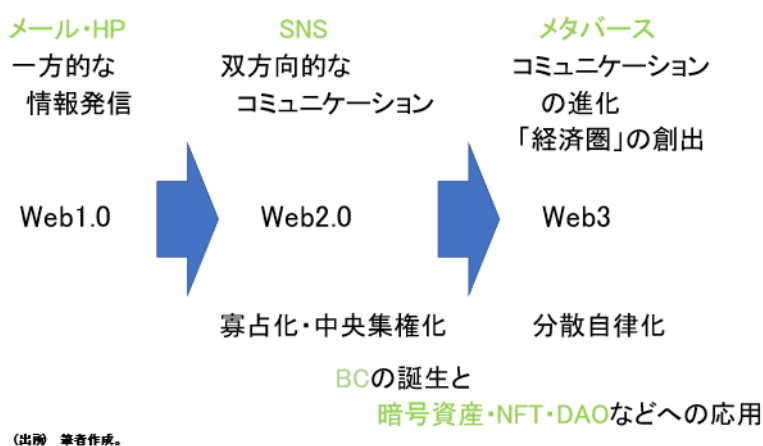 メール・HP
一方的な
情報発信
SNS
双方向的な
コミュニケーション
メタバース
コミュニケーション
の進化
「経済圏」の創出
Web1.0
Web2.0
Web3
寡占化・中央集権化
分散自律化
BCの誕生と
暗号資産・NFT・DAOなどへの応用
(出所) 筆者作成。